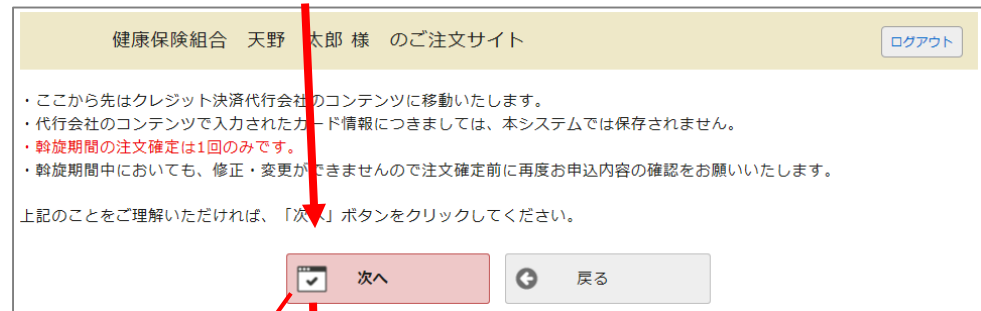 健康保険組合 天野 太郎 様 のご注文サイト
ログアウト
・ここから先はクレジット決済代行会社のコンテンツに移動いたします。
・代行会社のコンテンツで入力されたカード情報につきましては、本システムでは保存されません。
・斡旋期間の注文確定は1回のみです。
・斡旋期間中においても、修正・変更ができませんので注文確定前に再度お申込内容の確認をお願いいたします。
上記のことをご理解いただければ、「次へ」ボタンをクリックしてください。
次へ
戻る